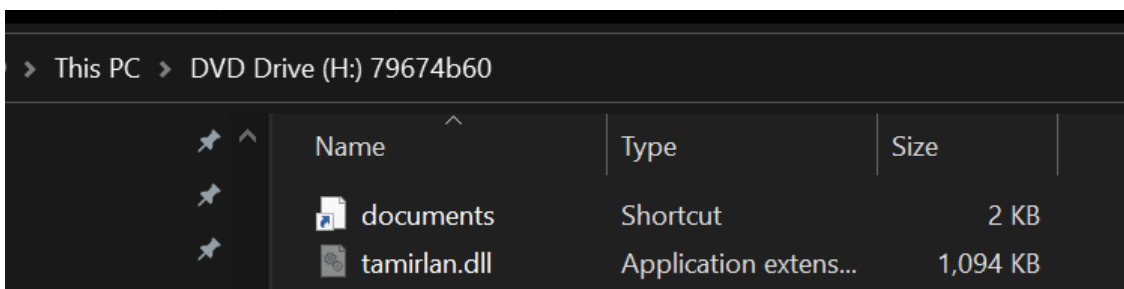 This PC > DVD Drive (H:) 79674b60
Name Type Size
documents Shortcut 2 KB
tamirlan.dll Application extens... 1,094 KB